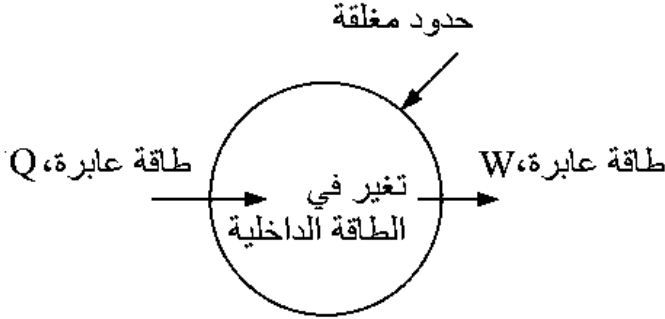 حدود مغلقة
طاقة عابرة، W
طاقة عابرة، Q
تغير في
الطاقة الداخلية